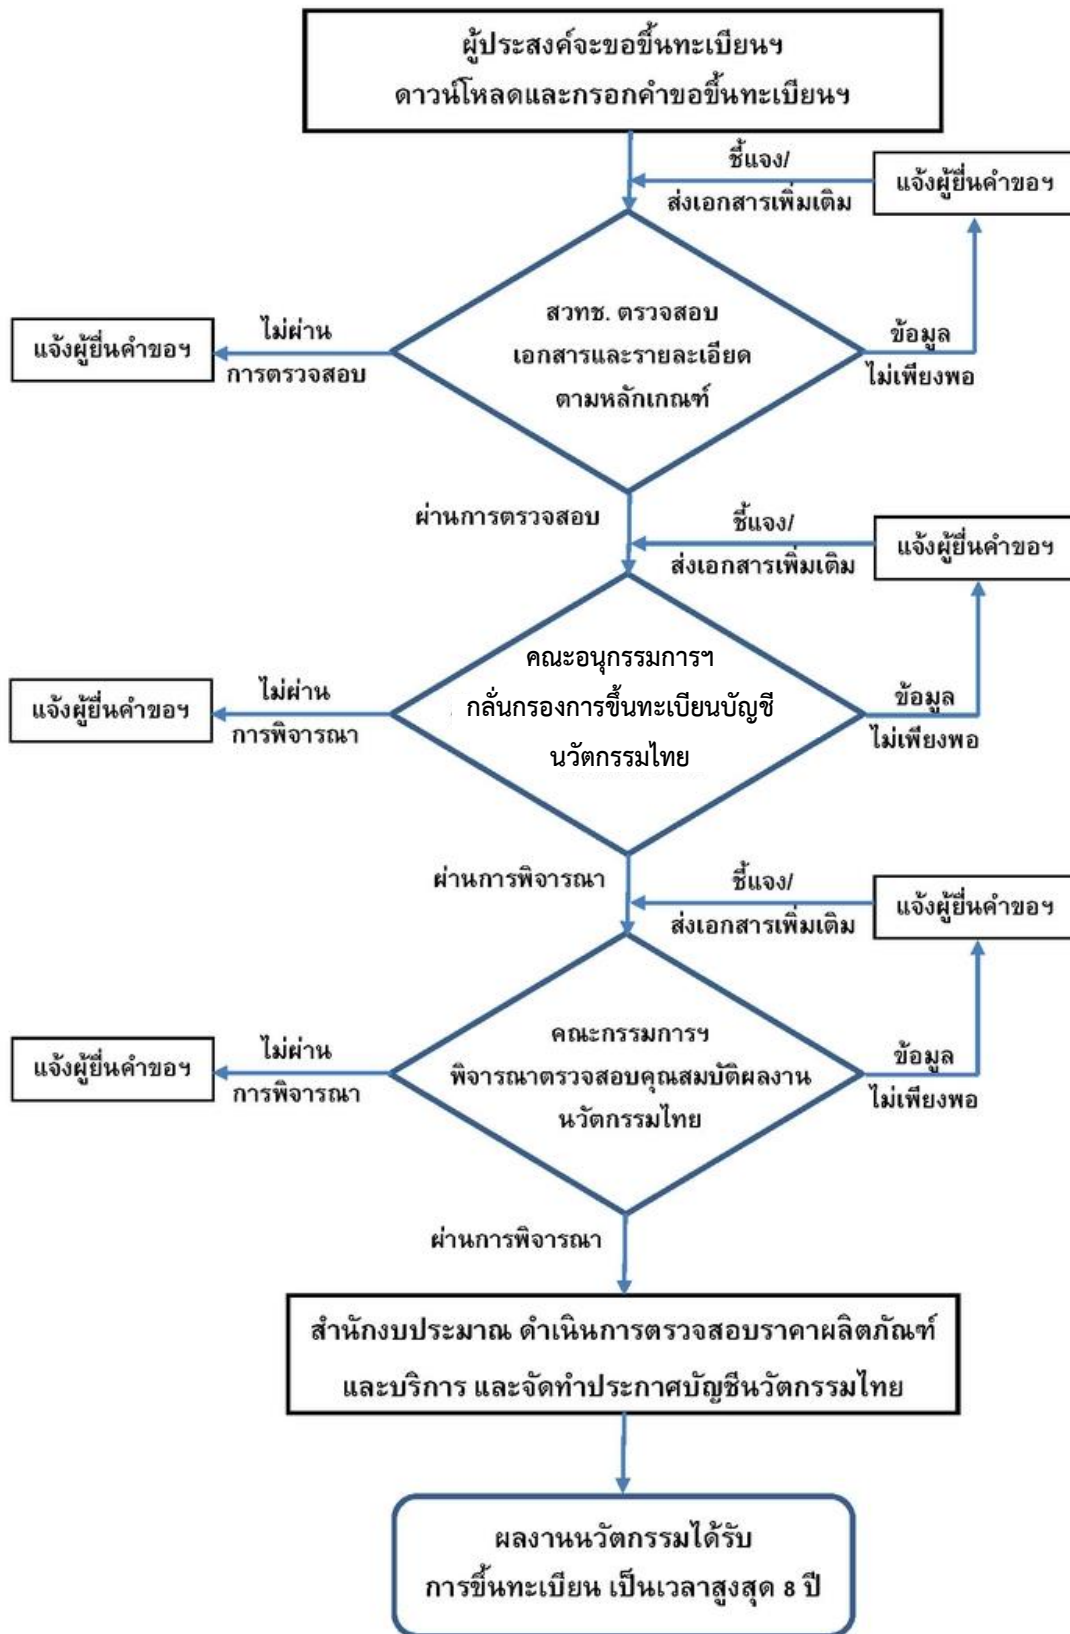 ผู้ประสงค์จะขอขึ้นทะเบียนฯ
ดาวน์โหลดและกรอกคำขอขึ้นทะเบียนฯ
ชี้แจง/
ส่งเอกสารเพิ่มเติม
แจ้งผู้ยื่นคำขอฯ
สวทช. ตรวจสอบ
เอกสารและรายละเอียด
ตามหลักเกณฑ์
ไม่ผ่าน
การตรวจสอบ
แจ้งผู้ยื่นคำขอฯ
ข้อมูล
ไม่เพียงพอ
ผ่านการตรวจสอบ
ชี้แจง/
ส่งเอกสารเพิ่มเติม
แจ้งผู้ยื่นคำขอฯ
คณะอนุกรรมการฯ
กลั่นกรองการขึ้นทะเบียนบัญชี
นวัตกรรมไทย
ไม่ผ่าน
การพิจารณา
แจ้งผู้ยื่นคำขอฯ
ข้อมูล
ไม่เพียงพอ
ผ่านการพิจารณา
ชี้แจง/
ส่งเอกสารเพิ่มเติม
แจ้งผู้ยื่นคำขอฯ
คณะกรรมการฯ
พิจารณาตรวจสอบคุณสมบัติผลงาน
นวัตกรรมไทย
ไม่ผ่าน
การพิจารณา
แจ้งผู้ยื่นคำขอฯ
ข้อมูล
ไม่เพียงพอ
ผ่านการพิจารณา
สำนักงบประมาณ ดำเนินการตรวจสอบราคาผลิตภัณฑ์
และบริการ และจัดทำประกาศบัญชีนวัตกรรมไทย
ผลงานนวัตกรรมได้รับ
การขึ้นทะเบียน เป็นเวลาสูงสุด 8 ปี